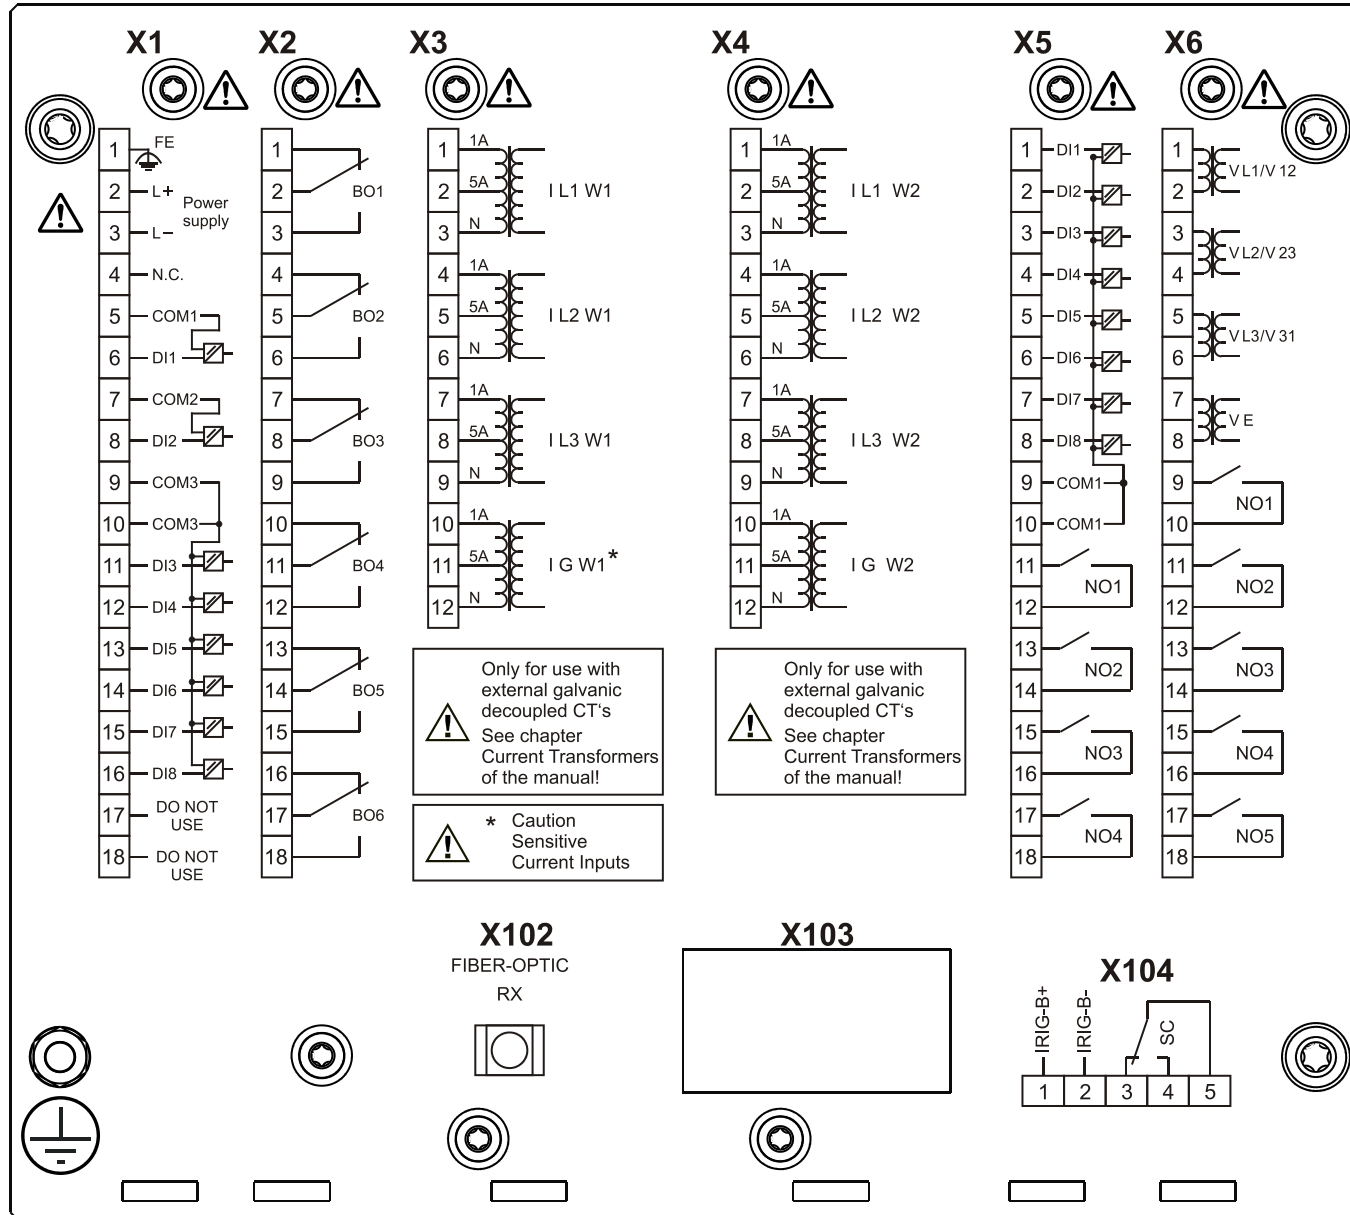 X1
1 FE
2 L+ Power
3 L– supply
4 N.C.
5 COM1
6 DI1
7 COM2
8 DI2
9 COM3
10 COM3
11 DI3
12 DI4
13 DI5
14 DI6
15 DI7
16 DI8
17 DO NOT
USE
18 DO NOT
USE
X2
1
2 BO1
3
4
5 BO2
6
7
8 BO3
9
10
11 BO4
12
13
14 BO5
15
16
17 BO6
18
X3
1 1A
2 5A I L1 W1
3 N
4 1A
5 5A I L2 W1
6 N
7 1A
8 5A I L3 W1
9 N
10 1A
11 5A I G W1*
12 N
Only for use with
external galvanic
decoupled CT‘s
See chapter
Current Transformers
of the manual!
* Caution
Sensitive
Current Inputs
X4
1 1A
2 5A I L1 W2
3 N
4 1A
5 5A I L2 W2
6 N
7 1A
8 5A I L3 W2
9 N
10 1A
11 5A I G W2
12 N
Only for use with
external galvanic
decoupled CT‘s
See chapter
Current Transformers
of the manual!
X5
1 DI1
2 DI2
3 DI3
4 DI4
5 DI5
6 DI6
7 DI7
8 DI8
9 COM1
10 COM1
11
NO1
12
13
NO2
14
15
NO3
16
17
NO4
18
X6
1
VL1/V 12
2
3
VL2/V 23
4
5
VL3/V 31
6
7
V E
8
9
NO1
10
11
NO2
12
13
NO3
14
15
NO4
16
17
NO5
18
X102
FIBER-OPTIC
RX
X103
X104
IRIG-B+
IRIG-B-
SC
1 2 3 4 5